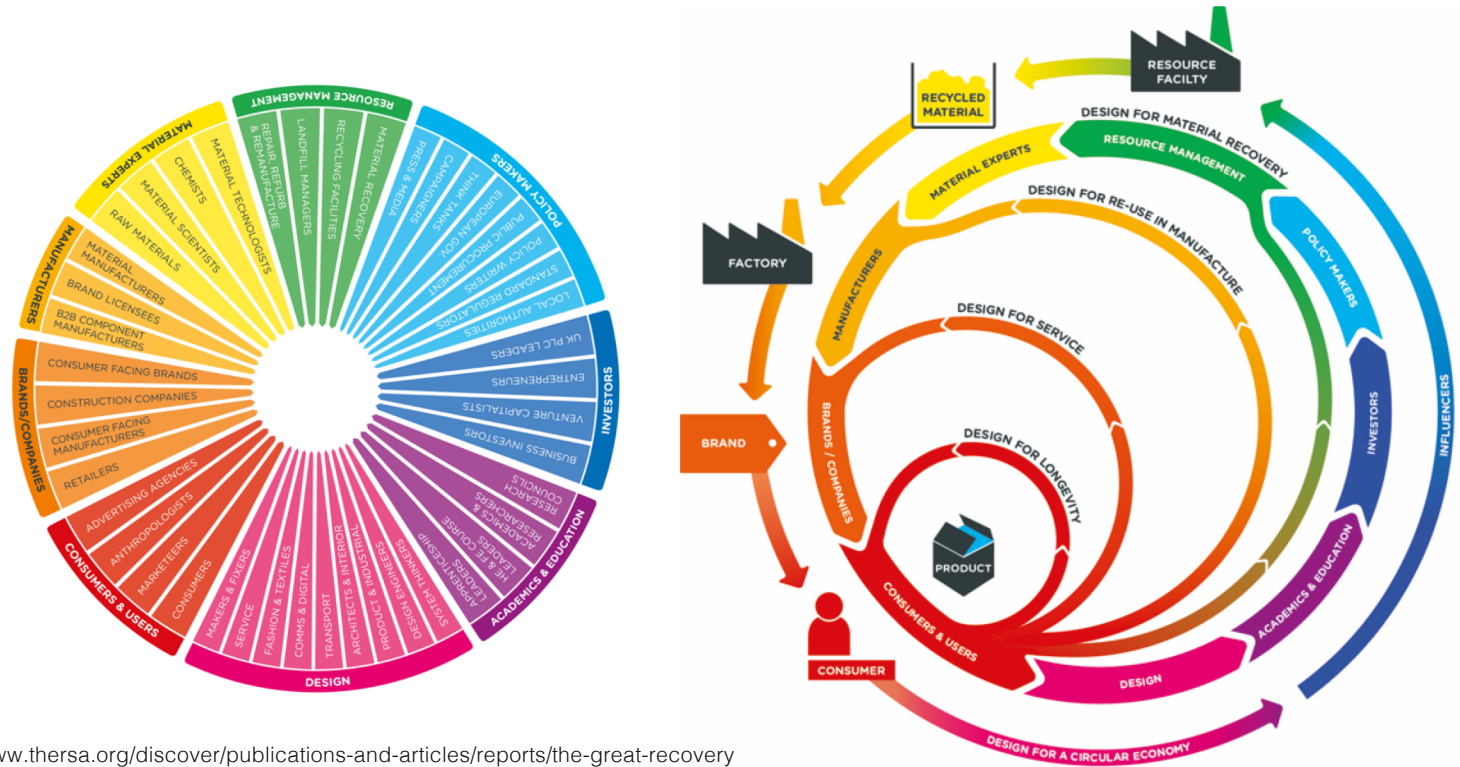 RESOURCE MANAGEMENT
REPAIR, REFURB
& REMANUFACTURE
LANDFILL MANAGERS
RECYCLING FACILITIES
MATERIAL RECOVERY
POLICY MAKERS
PRESS & MEDIA
CAMPAIGNERS
THINK TANKS
EUROPEAN GOV.
PUBLIC PROCUREMENT
POLICY WRITERS
STANDARD REGULATORS
LOCAL AUTHORITIES
INVESTORS
UK PLC LEADERS
ENTREPRENEURS
VENTURE CAPITALISTS
BUSINESS INVESTORS
ACADEMICS & EDUCATION
RESEARCH
COUNCILS
ACADEMICS &
RESEARCHERS
HE / FE COURSE
LEADERS
APPRENTICESHIP
LEADERS
DESIGN
SYSTEM THINKERS
DESIGN ENGINEERS
PRODUCT & INDUSTRIAL
ARCHITECTS & INTERIOR
TRANSPORT
COMMS & DIGITAL
FASHION & TEXTILES
SERVICE
MAKERS & FIXERS
CONSUMERS & USERS
CONSUMERS
MARKETEERS
ANTHROPOLOGISTS
ADVERTISING AGENCIES
BRANDS/COMPANIES
RETAILERS
CONSUMER FACING
MANUFACTURERS
CONSTRUCTION COMPANIES
CONSUMER FACING BRANDS
MANUFACTURERS
B2B COMPONENT
MANUFACTURERS
BRAND LICENSEES
MATERIAL
MANUFACTURERS
MATERIAL EXPERTS
RAW MATERIALS
MATERIAL SCIENTISTS
CHEMISTS
MATERIAL TECHNOLOGISTS
RESOURCE
FACILTY
RECYCLED
MATERIAL
FACTORY
BRAND
CONSUMER
DESIGN FOR A CIRCULAR ECONOMY
INFLUENCERS
DESIGN FOR MATERIAL RECOVERY
RESOURCE MANAGEMENT
MATERIAL EXPERTS
MANUFACTURERS
BRANDS / COMPANIES
CONSUMERS & USERS
DESIGN
ACADEMICS & EDUCATION
INVESTORS
POLICY MAKERS
DESIGN FOR RE-USE IN MANUFACTURE
DESIGN FOR SERVICE
DESIGN FOR LONGEVITY
PRODUCT
ww.thersa.org/discover/publications-and-articles/reports/the-great-recovery